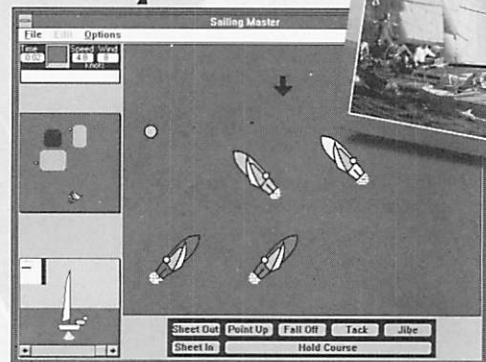 Sailing Master
File Edit Options
Time Speed Wind
0:02 4.8 8
Knots
Sheet Out Point Up Fall Off Tack Jibe
Sheet In Hold Course